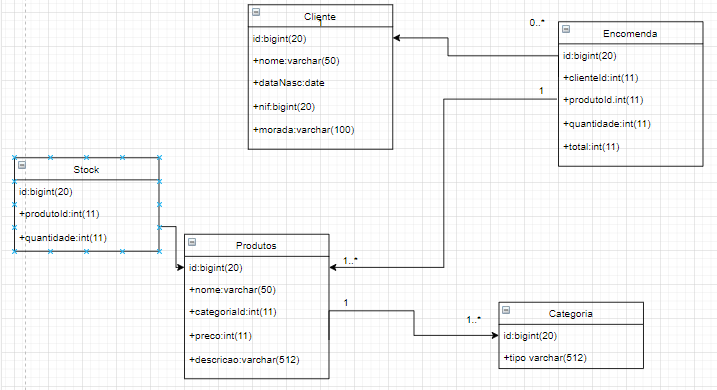 Cliente
id:bigint(20)
+nome:varchar(50)
+dataNasc:date
+nif:bigint(20)
+morada:varchar(100)
0..*
Encomenda
id:bigint(20)
+clienteId:int(11)
+produtoId.int(11)
+quantidade:int(11)
+total:int(11)
1
Stock
id:bigint(20)
+produtoId:int(11)
+quantidade:int(11)
Produtos
id:bigint(20)
+nome:varchar(50)
+categoriaId:int(11)
+preco:int(11)
+descricao:varchar(512)
1..*
1
1..*
Categoria
id:bigint(20)
+tipo varchar(512)